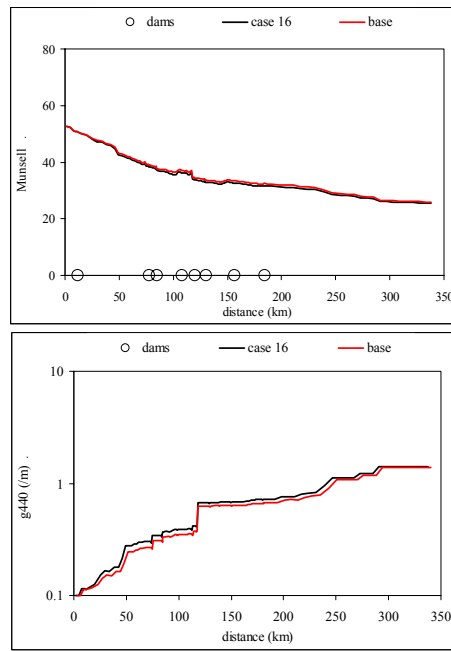 dams case 16 base
80
60
Munsell .
40
20
0
0 50 100 150 200 250 300 350
distance (km)
dams case 16 base
10
g440 (/m)
1
0.1
0 50 100 150 200 250 300 350
distance (km)